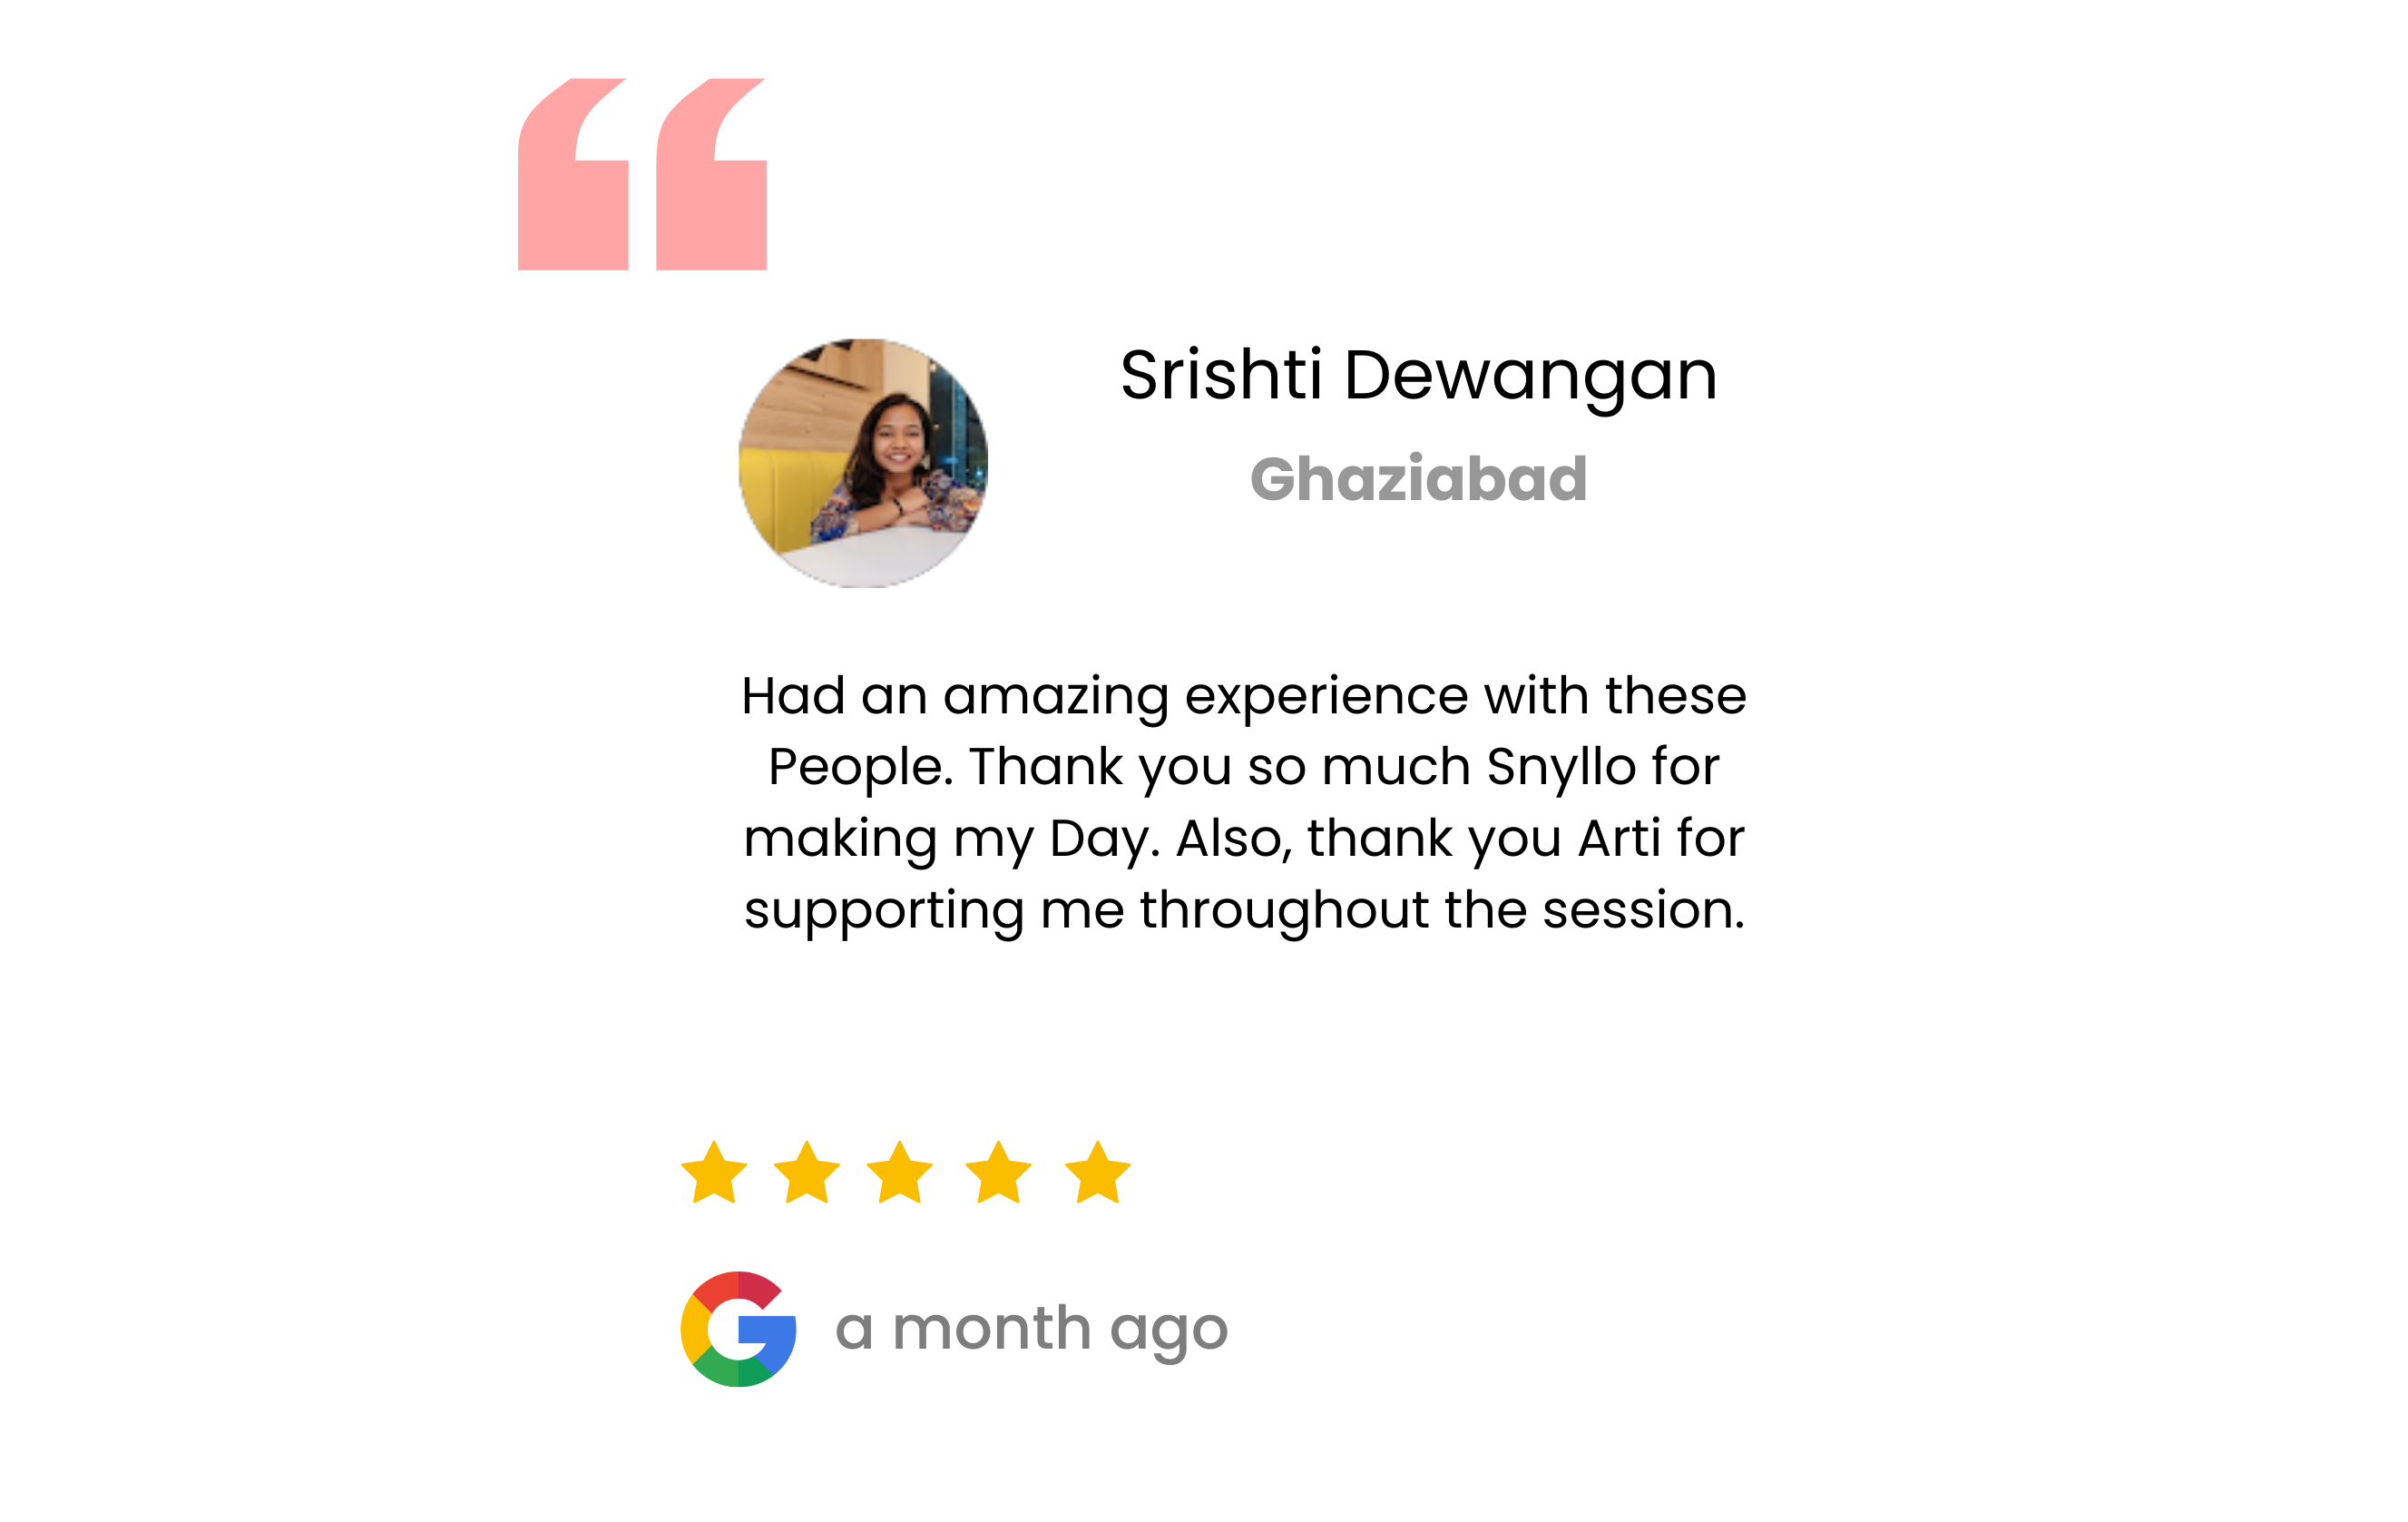 “
Srishti Dewangan
Ghaziabad
Had an amazing experience with these
People. Thank you so much Snyllo for
making my Day. Also, thank you Arti for
supporting me throughout the session.
a month ago